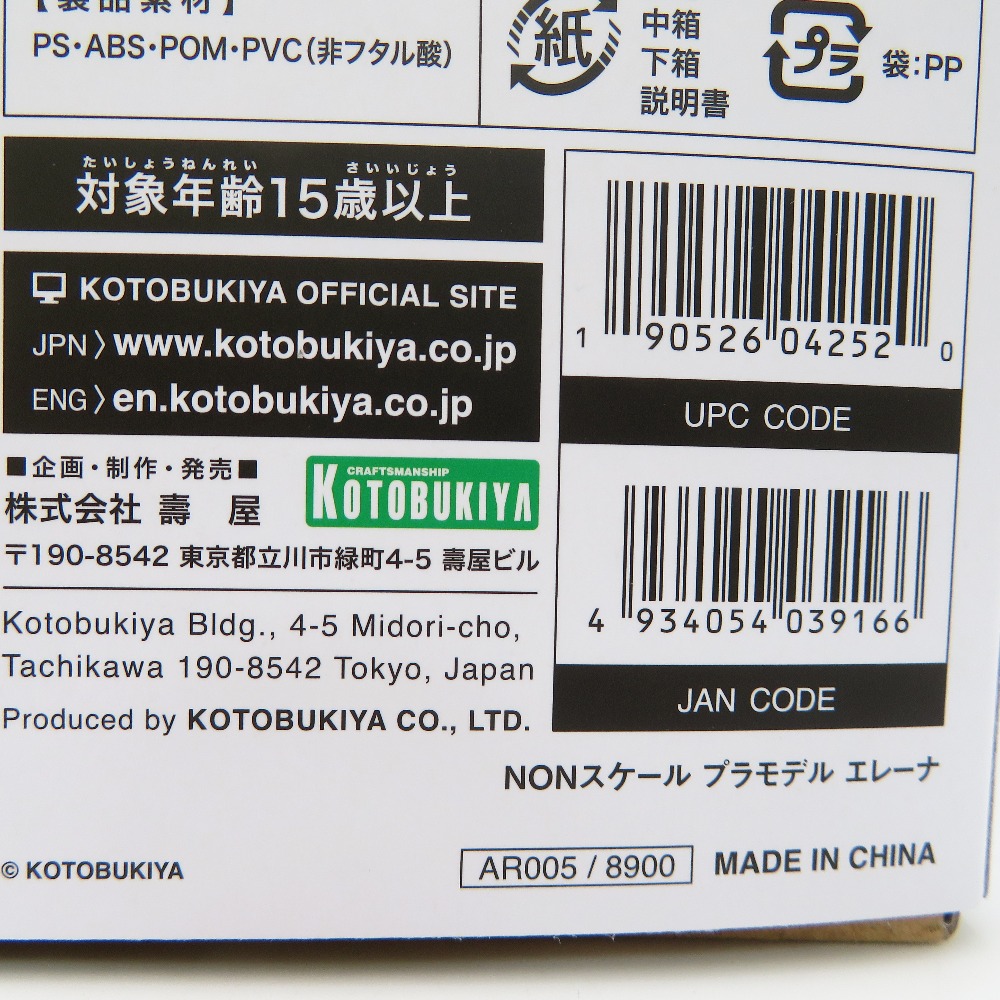 【製品素材】
PS・ABS・POM・PVC(非フタル酸)
紙
中箱
下箱
説明書
プラ
袋:PP
たいしょうねんれい さいいじょう
対象年齢15歳以上
KOTOBUKIYA OFFICIAL SITE
JPN〉www.kotobukiya.co.jp
ENG〉en.kotobukiya.co.jp
■企画・制作・発売■
株式会社 壽 屋
CRAFTSMANSHIP
KOTOBUKIYA
〒190-8542 東京都立川市緑町4-5 壽屋ビル
Kotobukiya Bldg., 4-5 Midori-cho,
Tachikawa 190-8542 Tokyo, Japan
Produced by KOTOBUKIYA CO., LTD.
1 90526 04252 0
UPC CODE
4 934054 039166
JAN CODE
NONスケール プラモデル エレーナ
© KOTOBUKIYA
AR005 / 8900
MADE IN CHINA